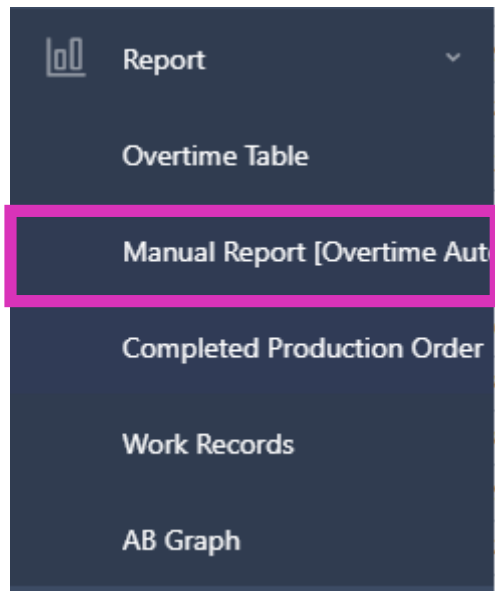 Report
Overtime Table
Manual Report [Overtime Aut
Completed Production Order
Work Records
AB Graph